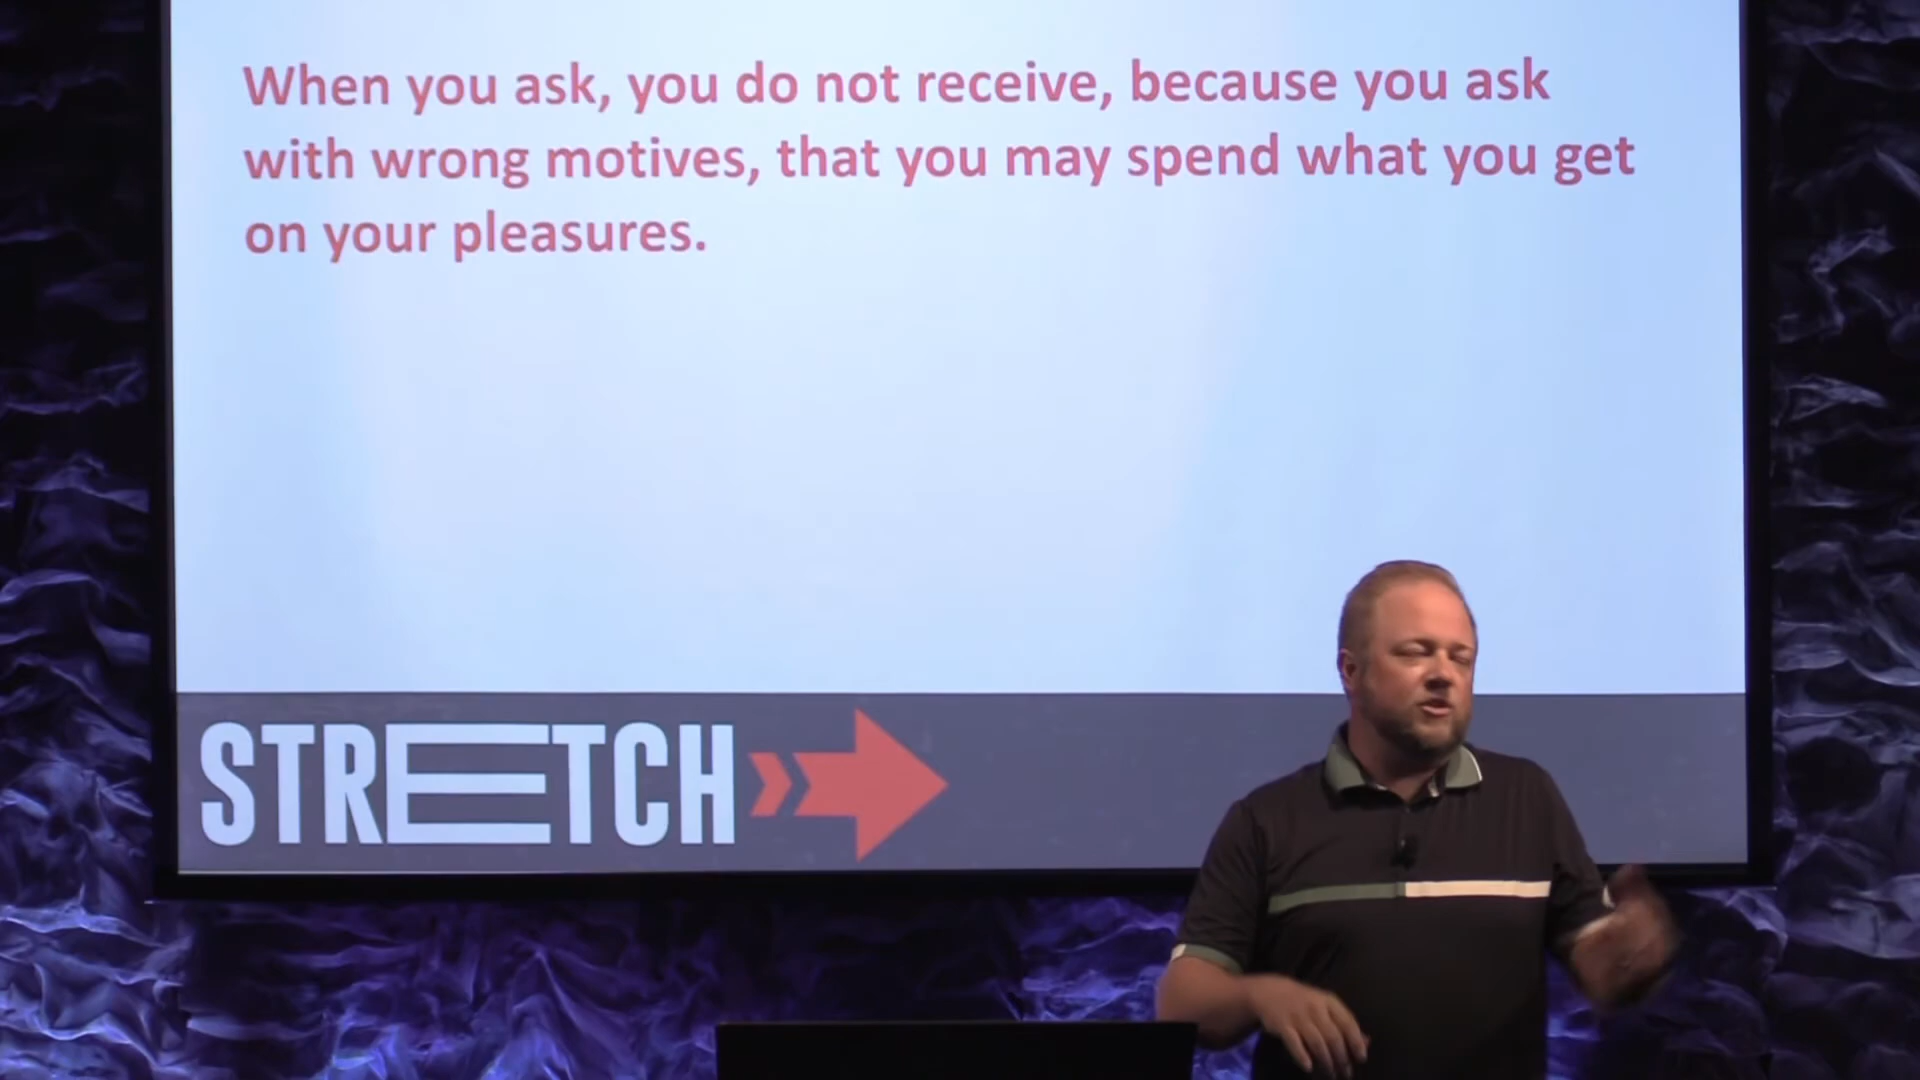 When you ask, you do not receive, because you ask
with wrong motives, that you may spend what you get
on your pleasures.
STRETCH